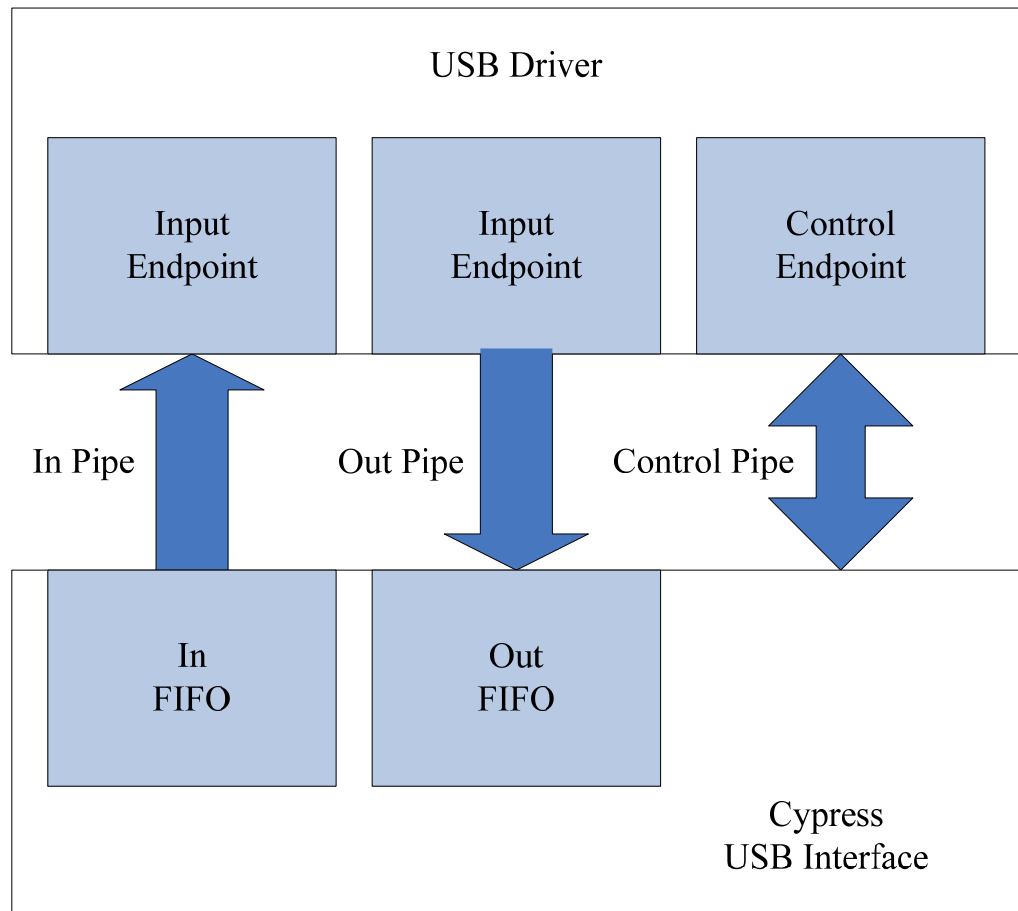 USB Driver
Input
Endpoint
Input
Endpoint
Control
Endpoint
In Pipe
Out Pipe
Control Pipe
In
FIFO
Out
FIFO
Cypress
USB Interface